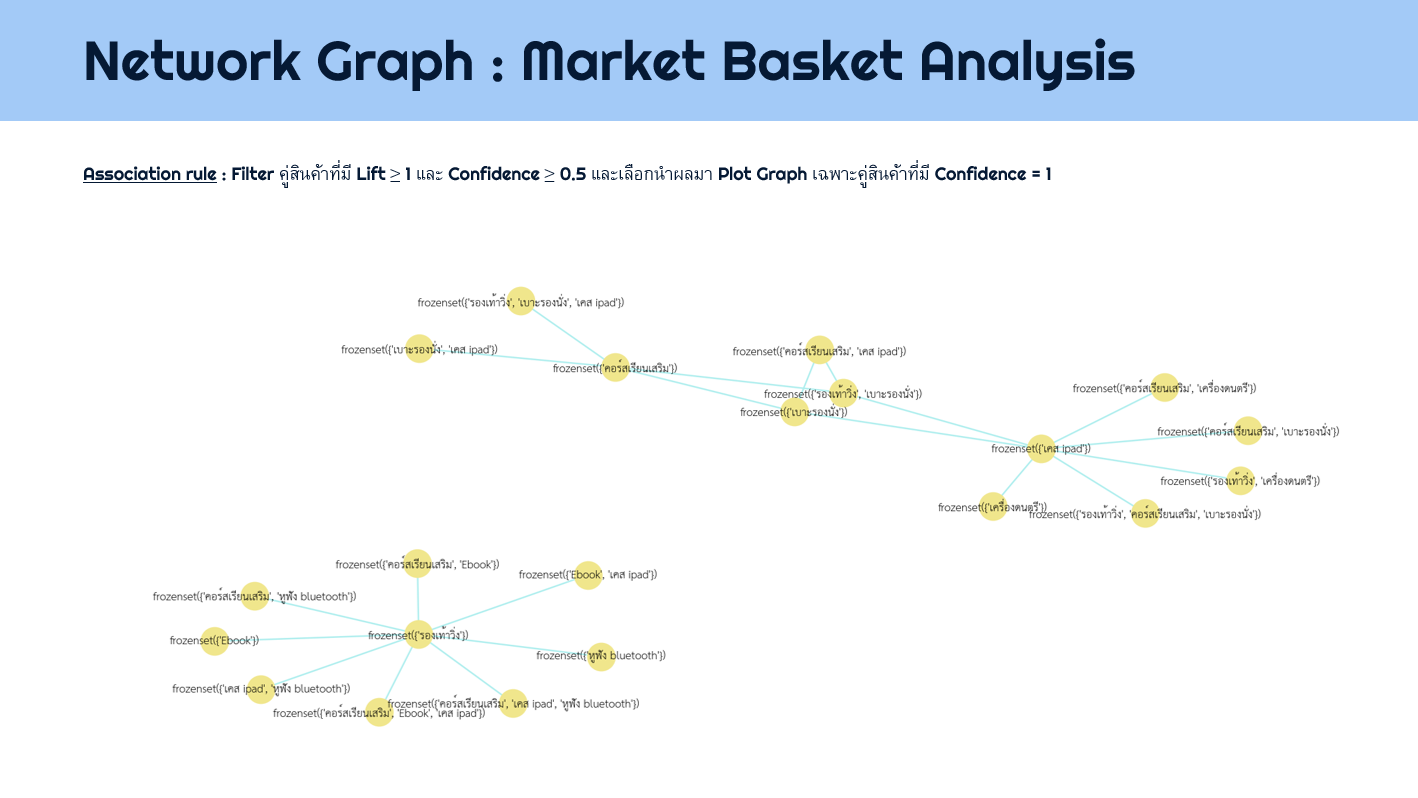 Network Graph : Market Basket Analysis
Association rule : Filter คู่สินค้าที่มี Lift ≥ 1 และ Confidence ≥ 0.5 และเลือกนำผลมา Plot Graph เฉพาะคู่สินค้าที่มี Confidence = 1
frozenset({'รองเท้าวิ่ง', 'เบาะรองนั่ง', 'เคส ipad'})
frozenset({'เบาะรองนั่ง', 'เคส ipad'})
frozenset({'คอร์สเรียนเสริม'})
frozenset({'คอร์สเรียนเสริม', 'เคส ipad'})
frozenset({'รองเท้าวิ่ง', 'เบาะรองนั่ง'})
frozenset({'เบาะรองนั่ง'})
frozenset({'คอร์สเรียนเสริม', 'เครื่องดนตรี'})
frozenset({'คอร์สเรียนเสริม', 'เบาะรองนั่ง'})
frozenset({'เคส ipad'})
frozenset({'รองเท้าวิ่ง', 'เครื่องดนตรี'})
frozenset({'เครื่องดนตรี'})
frozenset({'รองเท้าวิ่ง', 'คอร์สเรียนเสริม', 'เบาะรองนั่ง'})
frozenset({'คอร์สเรียนเสริม', 'Ebook'})
frozenset({'Ebook', 'เคส ipad'})
frozenset({'คอร์สเรียนเสริม', 'หูฟัง bluetooth'})
frozenset({'รองเท้าวิ่ง'})
frozenset({'Ebook'})
frozenset({'หูฟัง bluetooth'})
frozenset({'เคส ipad', 'หูฟัง bluetooth'})
frozenset({'คอร์สเรียนเสริม', 'เคส ipad', 'หูฟัง bluetooth'})
frozenset({'คอร์สเรียนเสริม', 'Ebook', 'เคส ipad'})